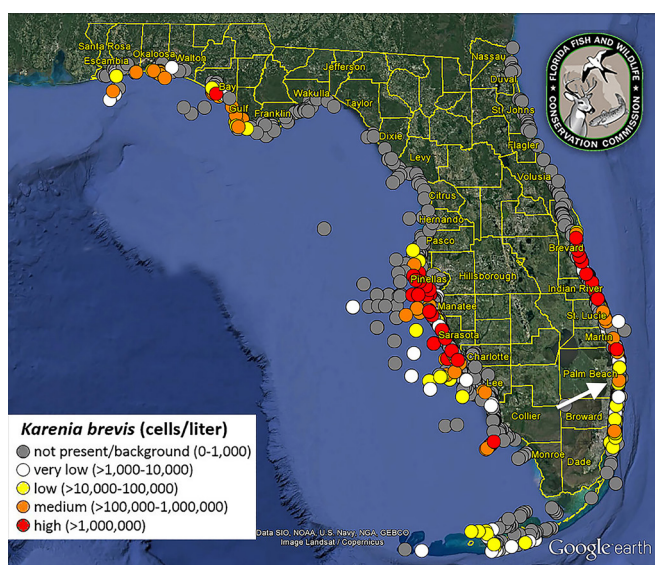 Santa Rosa
Okaloosa
Escambia
Walton
Bay
Gulf
Franklin
Jefferson
Wakulla
Taylor
Dixie
Levy
Citrus
Hernando
Pasco
Pinellas
Hillsborough
Manatee
Sarasota
Charlotte
Lee
Collier
Monroe
Nassau
Duval
St. Johns
Flagler
Volusia
Brevard
Indian River
St. Lucie
Martin
Palm Beach
Broward
Dade
FLORIDA FISH AND WILDLIFE
CONSERVATION COMMISSION
Karenia brevis (cells/liter)
not present/background (0-1,000)
very low (>1,000-10,000)
low (>10,000-100,000)
medium (>100,000-1,000,000)
high (>1,000,000)
Data SIO, NOAA, U.S. Navy, NGA, GEBCO
Image Landsat / Copernicus
Google earth